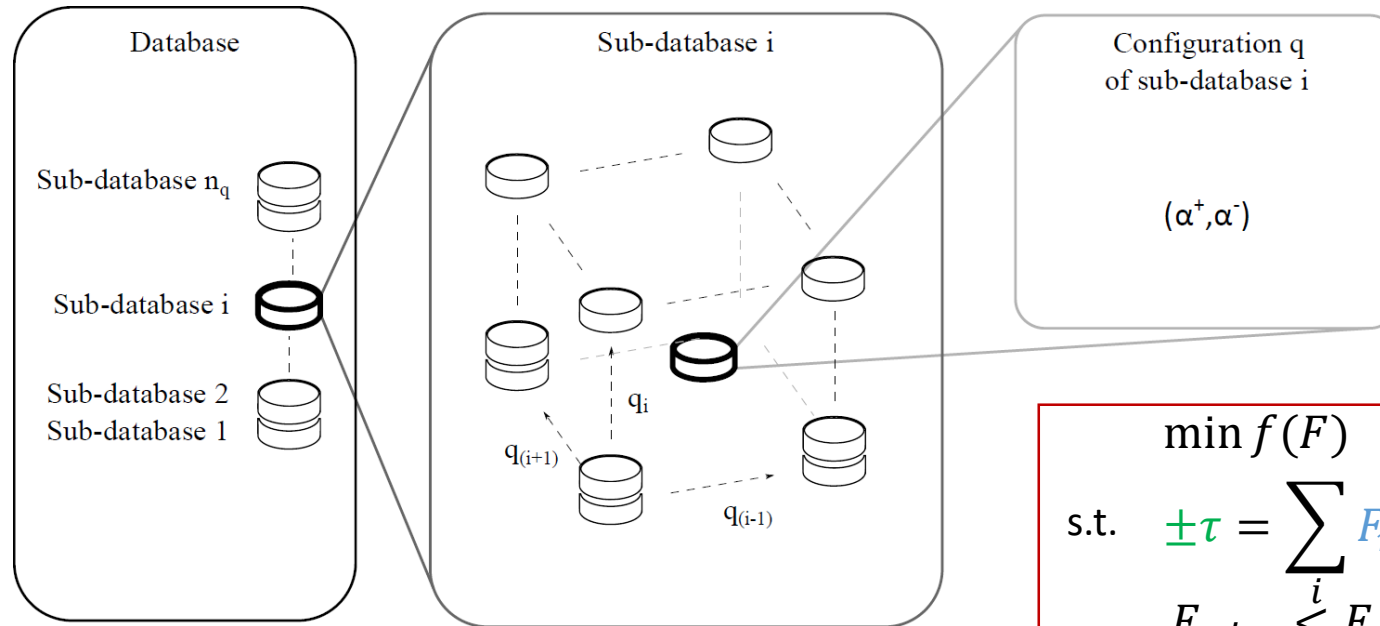 Database
Sub-database n_q
Sub-database i
Sub-database 2
Sub-database 1
Sub-database i
q_i
q_(i+1)
q_(i-1)
Configuration q
of sub-database i
(α⁺,α⁻)
min f(F)
s.t. ±τ = ∑ F
i